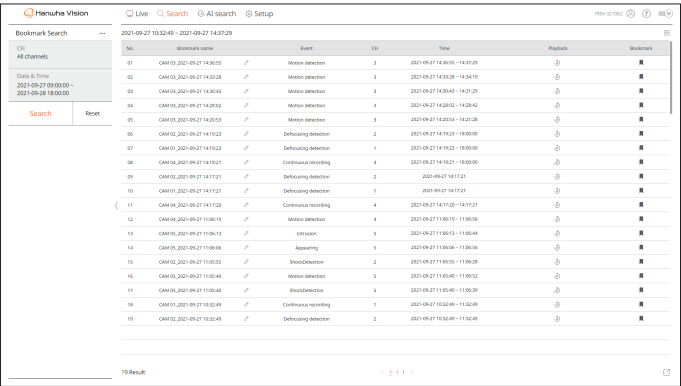 Hanwha Vision
Live Search AI search Setup
PRN-3210B2
Bookmark Search ...
CH
All channels
Date & Time
2021-09-27 09:00:00 ~
2021-09-28 18:00:00
Search Reset
2021-09-27 10:32:49 ~ 2021-09-27 14:37:29
No. Bookmark name Event CH Time Playback Bookmark
01 CAM 03_2021-09-27 14:36:55 Motion detection 3 2021-09-27 14:36:55 ~ 14:37:29
02 CAM 03_2021-09-27 14:33:28 Motion detection 3 2021-09-27 14:33:28 ~ 14:34:19
03 CAM 03_2021-09-27 14:30:43 Motion detection 3 2021-09-27 14:30:43 ~ 14:31:29
04 CAM 03_2021-09-27 14:28:02 Motion detection 3 2021-09-27 14:28:02 ~ 14:28:42
05 CAM 03_2021-09-27 14:20:53 Motion detection 3 2021-09-27 14:20:53 ~ 14:21:28
06 CAM 02_2021-09-27 14:19:23 Defocusing detection 2 2021-09-27 14:19:23 ~ 18:00:00
07 CAM 01_2021-09-27 14:19:23 Defocusing detection 1 2021-09-27 14:19:23 ~ 18:00:00
08 CAM 04_2021-09-27 14:19:21 Continuous recording 4 2021-09-27 14:19:21 ~ 18:00:00
09 CAM 02_2021-09-27 14:17:21 Defocusing detection 2 2021-09-27 14:17:21
10 CAM 01_2021-09-27 14:17:21 Defocusing detection 1 2021-09-27 14:17:21
11 CAM 04_2021-09-27 14:17:20 Continuous recording 4 2021-09-27 14:17:20 ~ 14:17:21
12 CAM 04_2021-09-27 11:06:19 Motion detection 4 2021-09-27 11:06:19 ~ 11:06:56
13 CAM 05_2021-09-27 11:06:13 Intrusion 5 2021-09-27 11:06:13 ~ 11:06:44
14 CAM 05_2021-09-27 11:06:06 Appearing 5 2021-09-27 11:06:06 ~ 11:06:56
15 CAM 02_2021-09-27 11:05:55 ShockDetection 2 2021-09-27 11:05:55 ~ 11:06:28
16 CAM 05_2021-09-27 11:05:40 Motion detection 5 2021-09-27 11:05:40 ~ 11:06:52
17 CAM 05_2021-09-27 11:05:40 ShockDetection 5 2021-09-27 11:05:40 ~ 11:06:39
18 CAM 01_2021-09-27 10:32:49 Continuous recording 1 2021-09-27 10:32:49 ~ 11:32:49
19 CAM 02_2021-09-27 10:32:49 Defocusing detection 2 2021-09-27 10:32:49 ~ 11:32:49
19 Result
< 1 / 1 >